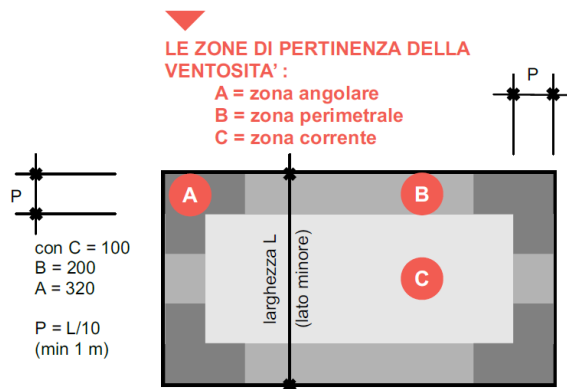 LE ZONE DI PERTINENZA DELLA
VENTOSITA' :
A = zona angolare
B = zona perimetrale
C = zona corrente
P
P
A
B
con C = 100
B = 200
A = 320
larghezza L
(lato minore)
C
P = L/10
(min 1 m)